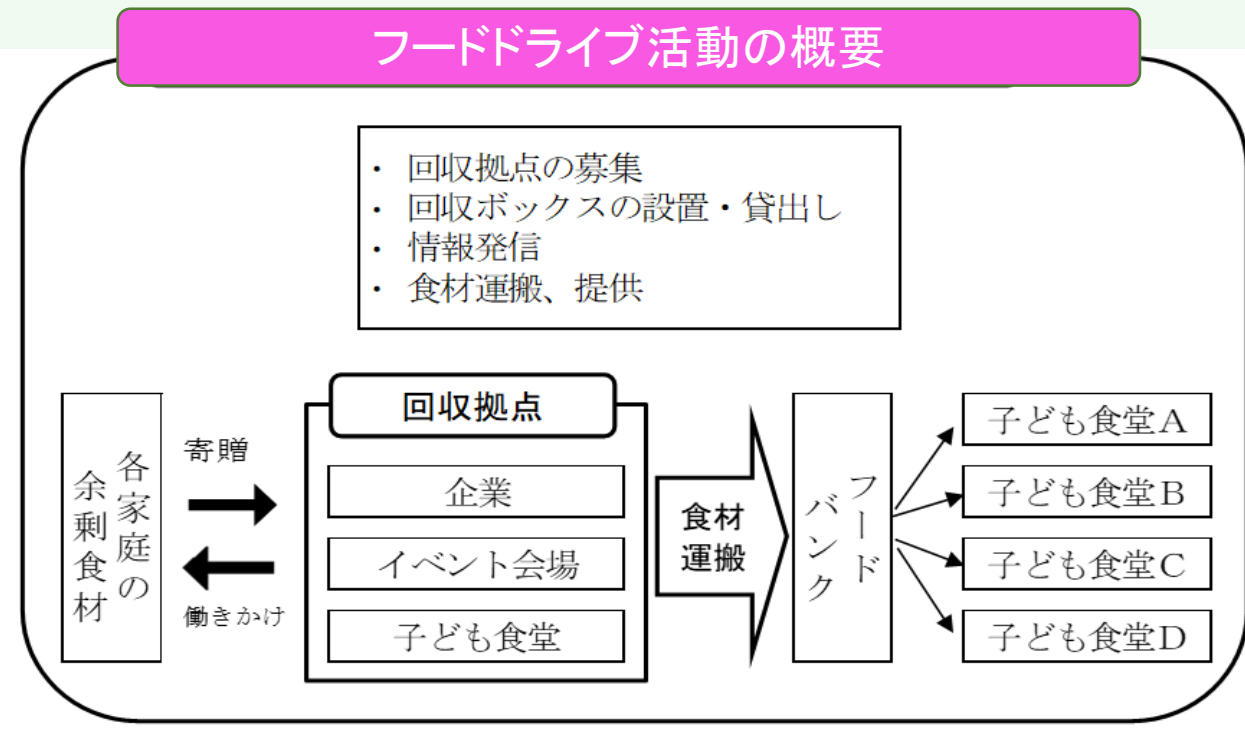 フードドライブ活動の概要
・ 回収拠点の募集
・ 回収ボックスの設置・貸出し
・ 情報発信
・ 食材運搬、提供
各家庭の
余剰食材
寄贈
働きかけ
回収拠点
企業
イベント会場
子ども食堂
食材
運搬
フード
バンク
子ども食堂A
子ども食堂B
子ども食堂C
子ども食堂D